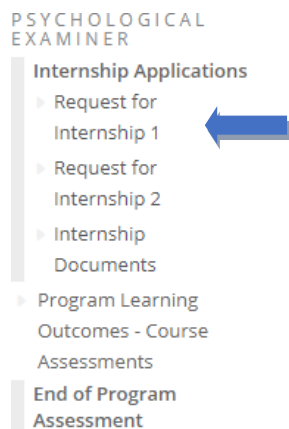 PSYCHOLOGICAL
EXAMINER
Internship Applications
Request for
Internship 1
Request for
Internship 2
Internship
Documents
Program Learning
Outcomes - Course
Assessments
End of Program
Assessment